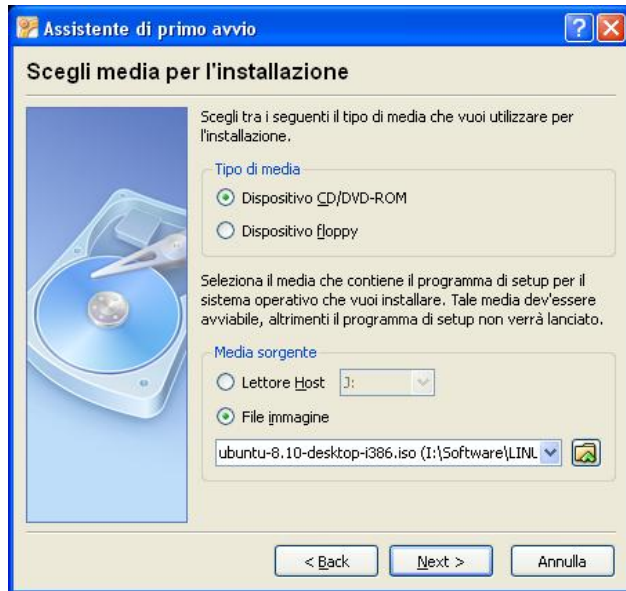 Assistente di primo avvio
Scegli media per l'installazione
Scegli tra i seguenti il tipo di media che vuoi utilizzare per
l'installazione.
Tipo di media
Dispositivo CD/DVD-ROM
Dispositivo floppy
Seleziona il media che contiene il programma di setup per il
sistema operativo che vuoi installare. Tale media dev'essere
avviabile, altrimenti il programma di setup non verrà lanciato.
Media sorgente
Lettore Host J:
File immagine
ubuntu-8.10-desktop-i386.iso (I:\Software\LINU
< Back Next > Annulla